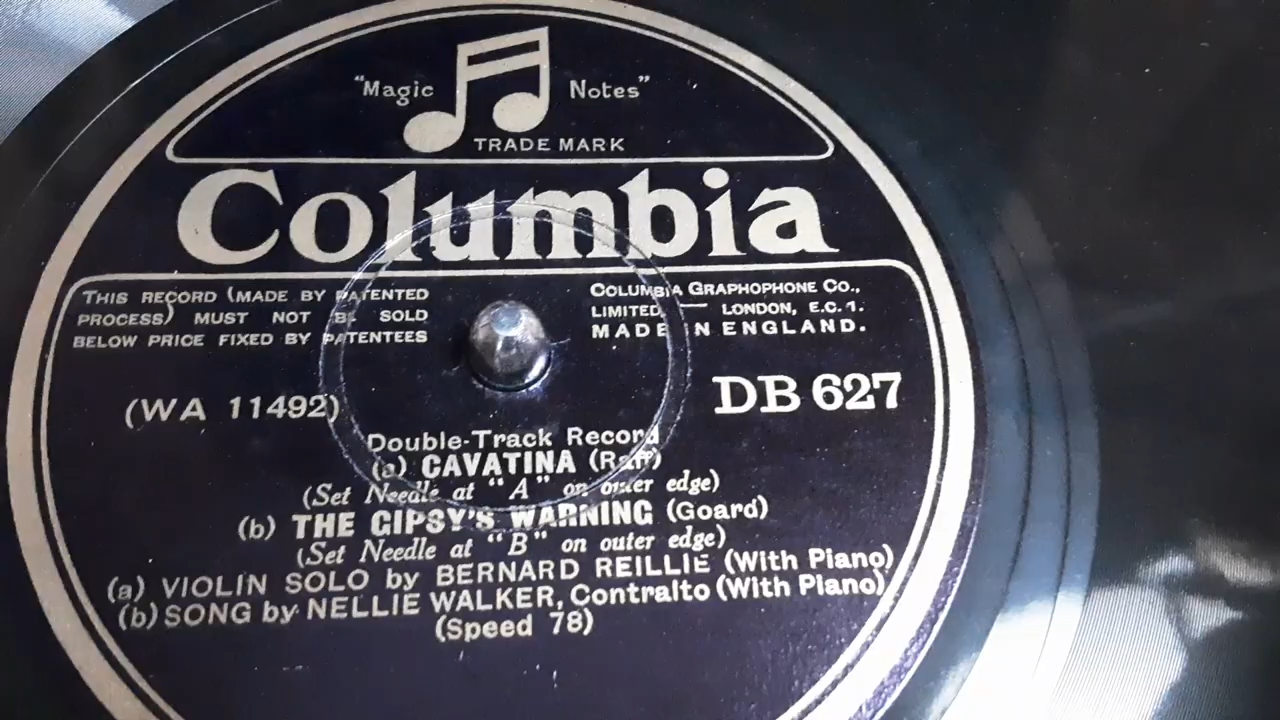 "Magic Notes"
TRADE MARK
Columbia
THIS RECORD (MADE BY PATENTED
PROCESS) MUST NOT BE SOLD
BELOW PRICE FIXED BY PATENTEES
COLUMBIA GRAPHOPHONE CO.,
LIMITED — LONDON, E.C.1.
MADE IN ENGLAND.
(WA 11492)
DB 627
Double-Track Record
(a) CAVATINA (Raff)
(Set Needle at "A" on outer edge)
(b) THE GIPSY'S WARNING (Goard)
(Set Needle at "B" on outer edge)
(a) VIOLIN SOLO by BERNARD REILLIE (With Piano)
(b) SONG by NELLIE WALKER, Contralto (With Piano)
(Speed 78)